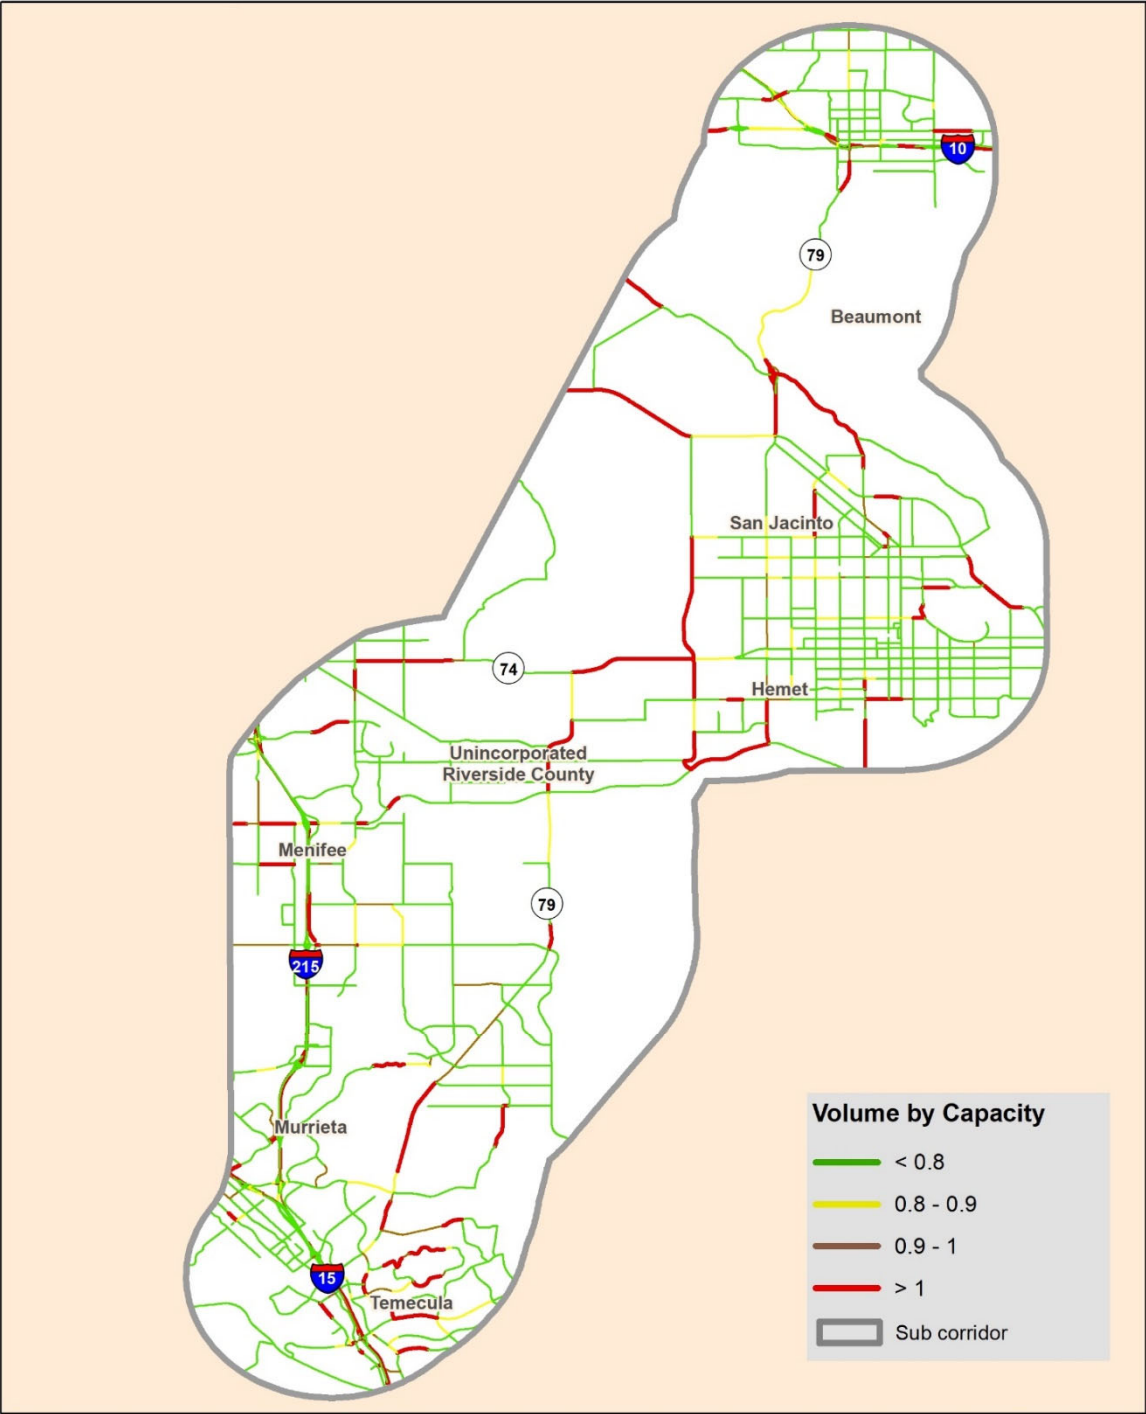 10
79
Beaumont
San Jacinto
74
Hemet
Unincorporated
Riverside County
Menifee
79
215
Murrieta
15
Temecula
Volume by Capacity
< 0.8
0.8 - 0.9
0.9 - 1
> 1
Sub corridor